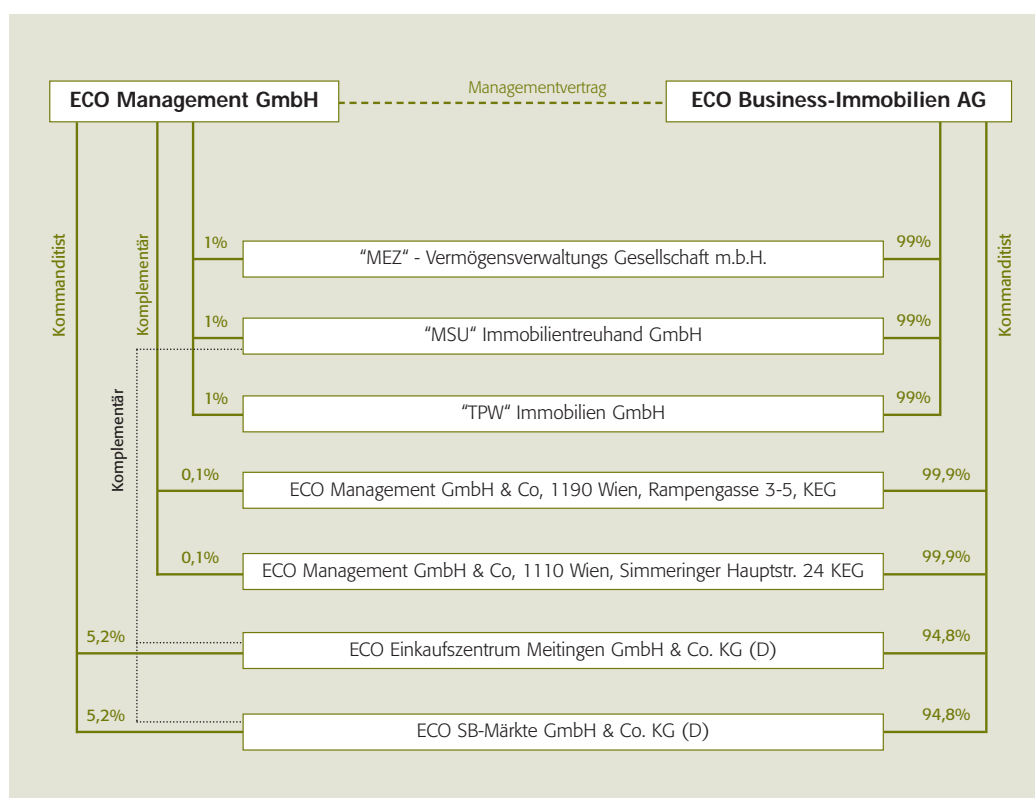 Managementvertrag
ECO Management GmbH
ECO Business-Immobilien AG
Kommanditist
Komplementär
Komplementär
Kommanditist
1%
“MEZ“ - Vermögensverwaltungs Gesellschaft m.b.H.
99%
1%
“MSU“ Immobilientreuhand GmbH
99%
1%
“TPW“ Immobilien GmbH
99%
0,1%
ECO Management GmbH & Co, 1190 Wien, Rampengasse 3-5, KEG
99,9%
0,1%
ECO Management GmbH & Co, 1110 Wien, Simmeringer Hauptstr. 24 KEG
99,9%
5,2%
ECO Einkaufszentrum Meitingen GmbH & Co. KG (D)
94,8%
5,2%
ECO SB-Märkte GmbH & Co. KG (D)
94,8%